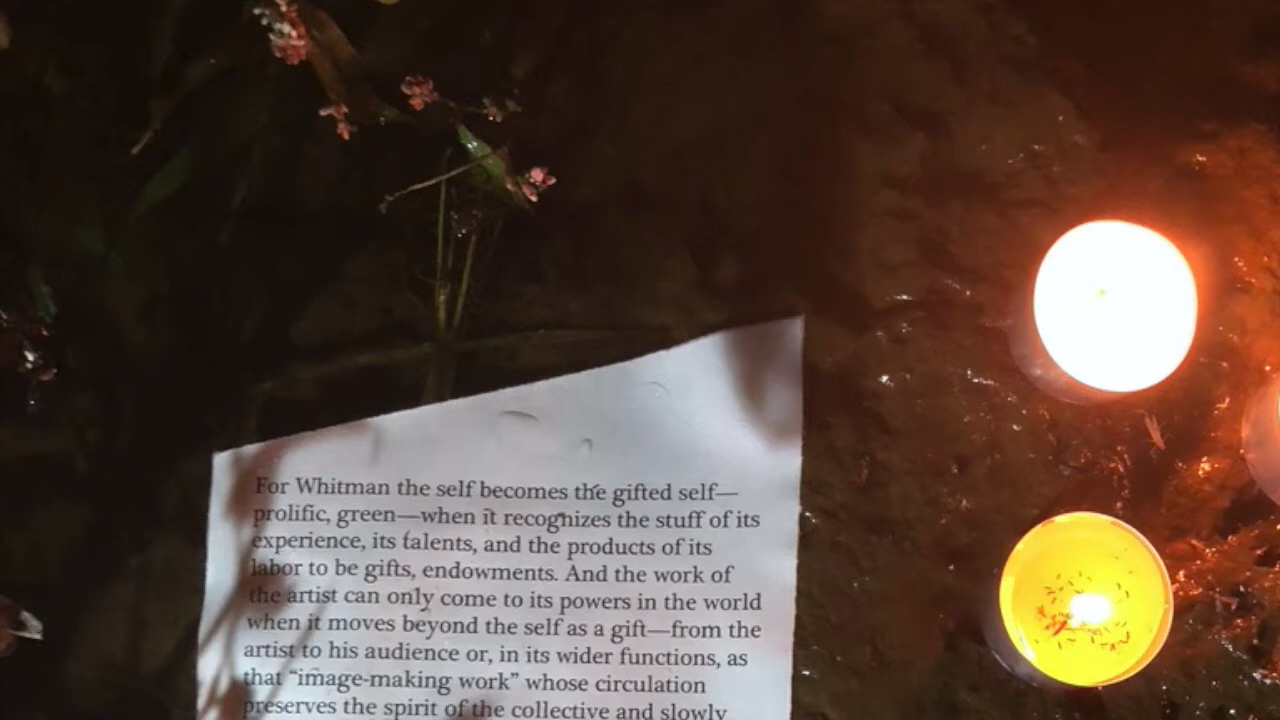 For Whitman the self becomes the gifted self—
prolific, green—when it recognizes the stuff of its
experience, its talents, and the products of its
labor to be gifts, endowments. And the work of
the artist can only come to its powers in the world
when it moves beyond the self as a gift—from the
artist to his audience or, in its wider functions, as
that “image-making work” whose circulation
preserves the spirit of the collective and slowly